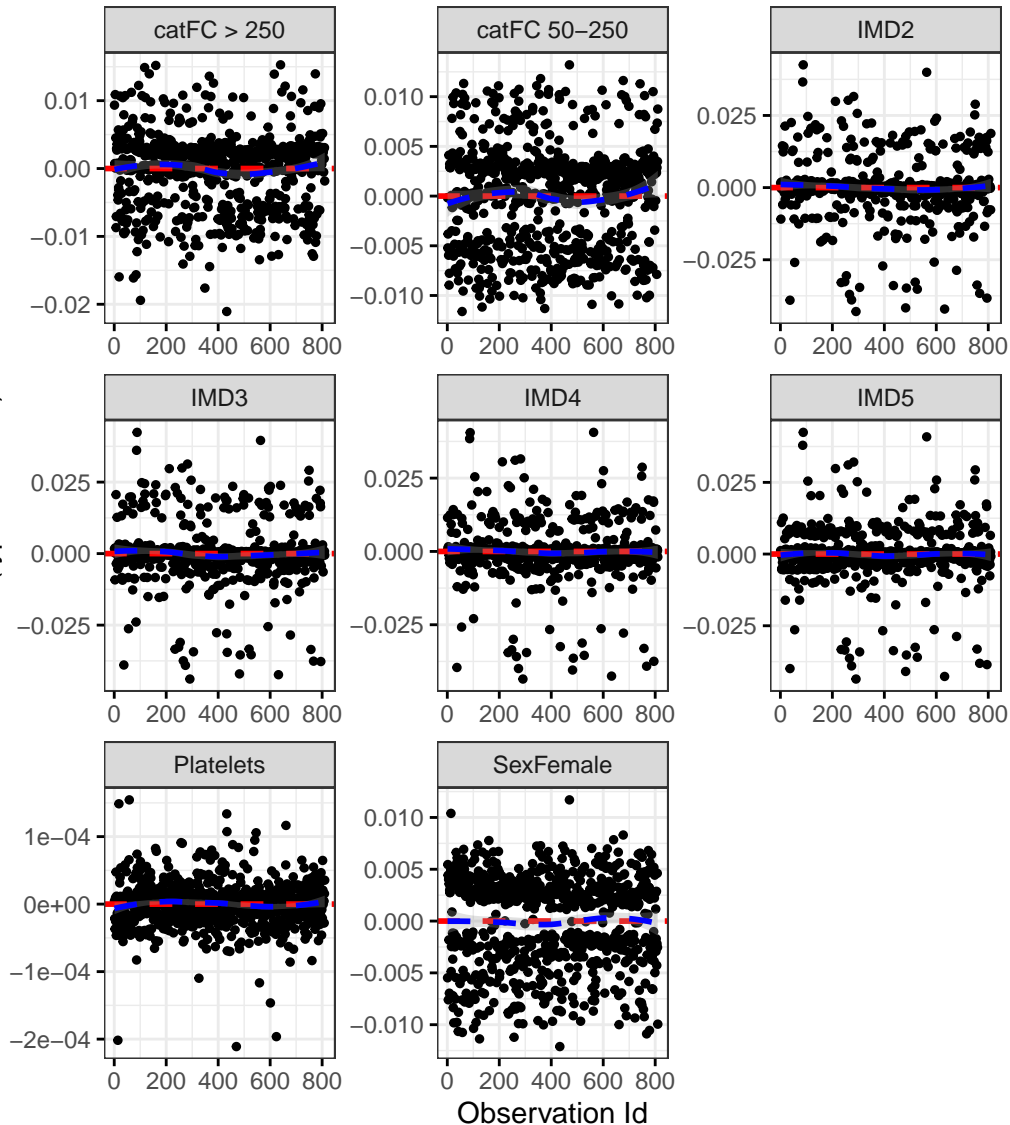 catFC > 250 catFC 50−250 IMD2
0.01 0.010 0.025
0.005
0.00 0.000 0.000
−0.01 −0.005 −0.025
−0.02 −0.010
0 200 400 600 800 0 200 400 600 800 0 200 400 600 800
IMD3 IMD4 IMD5
0.025 0.025 0.025
0.000 0.000 0.000
−0.025 −0.025 −0.025
0 200 400 600 800 0 200 400 600 800 0 200 400 600 800
Platelets SexFemale
1e−04 0.010
0.005
0e+00 0.000
−1e−04 −0.005
−2e−04 −0.010
0 200 400 600 800 0 200 400 600 800
Observation Id